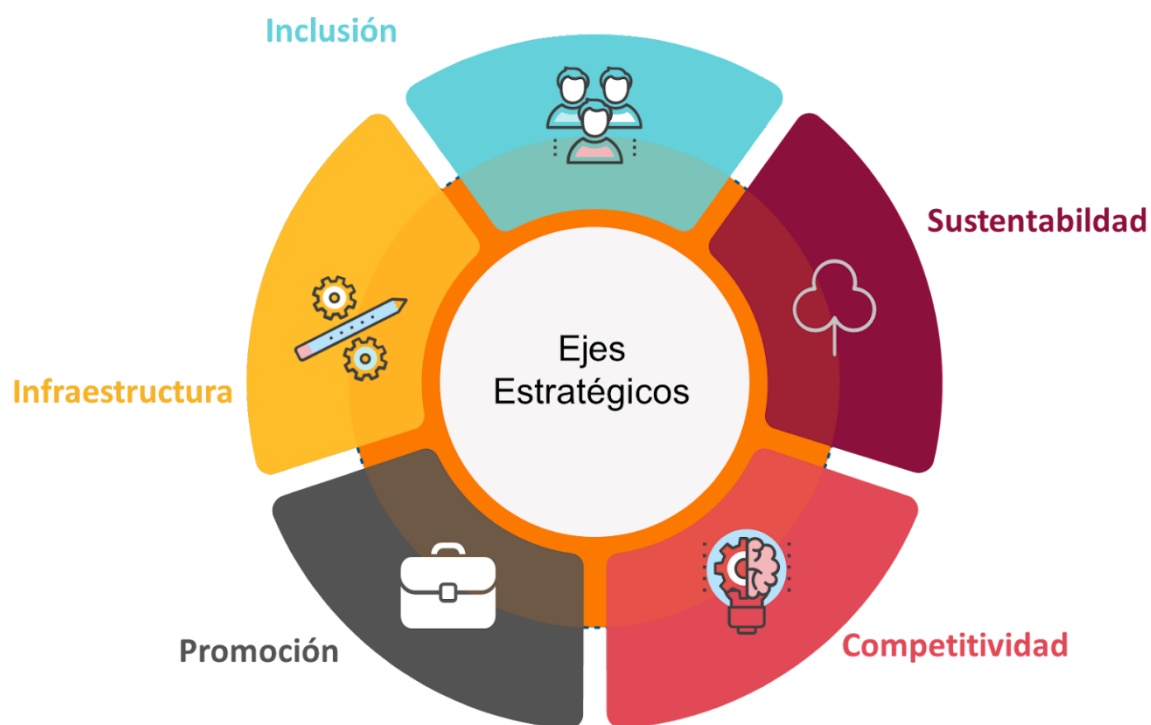 Inclusión
Sustentabildad
Infraestructura
Ejes
Estratégicos
Promoción
Competitividad